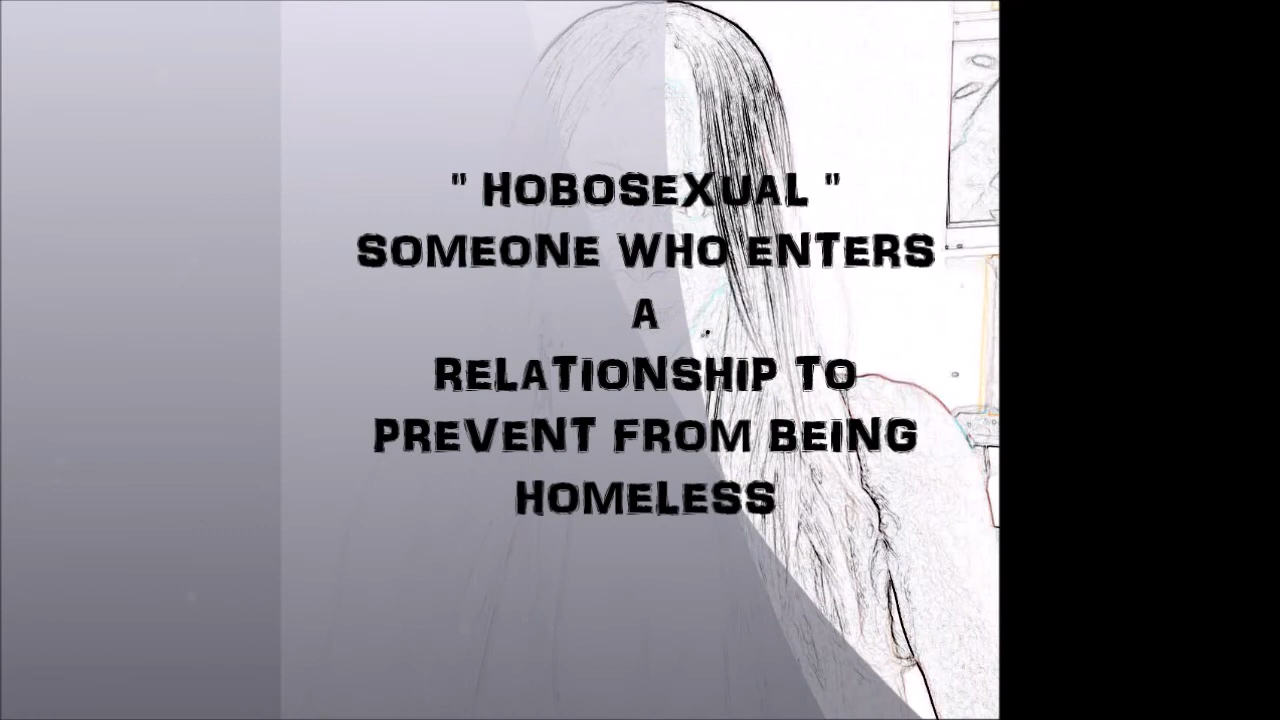 " HOBOSEXUAL "
SOMEONE WHO ENTERS
A
RELATIONSHIP TO
PREVENT FROM BEING
HOMELESS